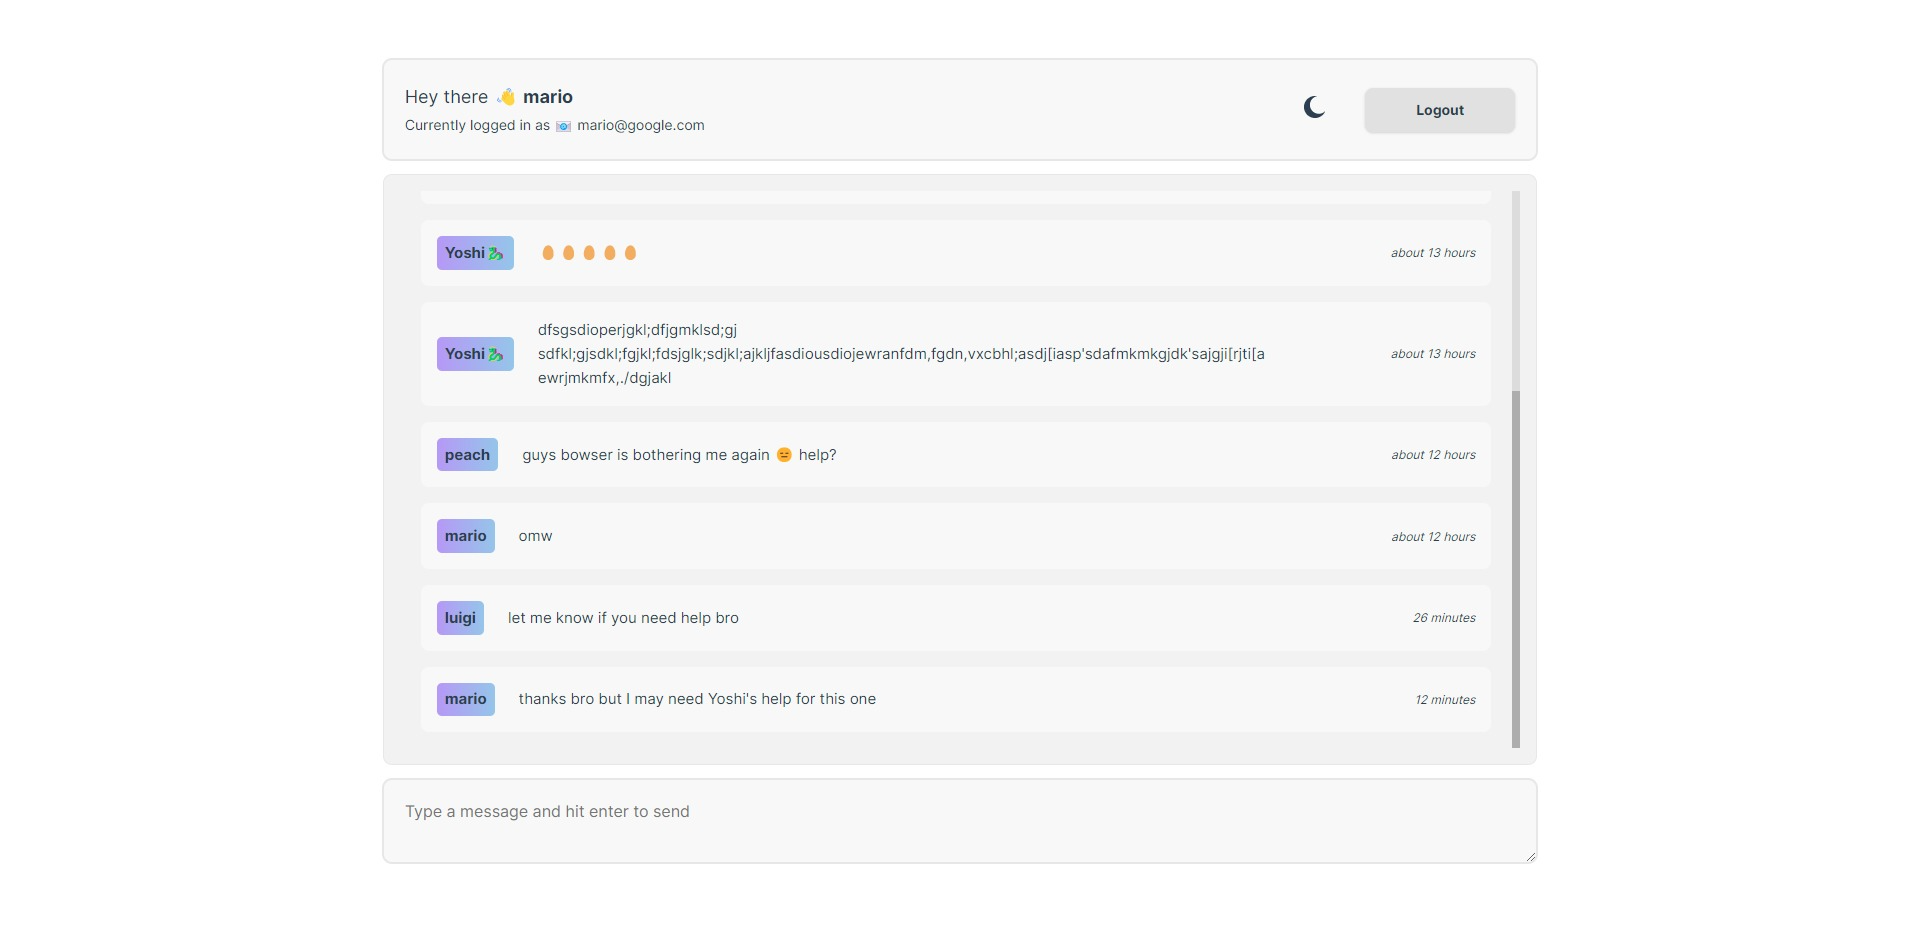 Hey there 👋 mario
Currently logged in as 📧 mario@google.com
Logout
Yoshi🦎 🥚🥚🥚🥚🥚 about 13 hours
dfsgsdioperjgkl;dfjgmklsd;gj
Yoshi🦎 sdfkl;gjsdkl;fgjkl;fdsjglk;sdjkl;ajkljfasdiousdiojewranfdm,fgdn,vxcbhl;asdj[iasp'sdafmkmkgjdk'sajgji[rjti[a about 13 hours
ewrjmkmfx,./dgjakl
peach guys bowser is bothering me again 😑 help? about 12 hours
mario omw about 12 hours
luigi let me know if you need help bro 26 minutes
mario thanks bro but I may need Yoshi's help for this one 12 minutes
Type a message and hit enter to send